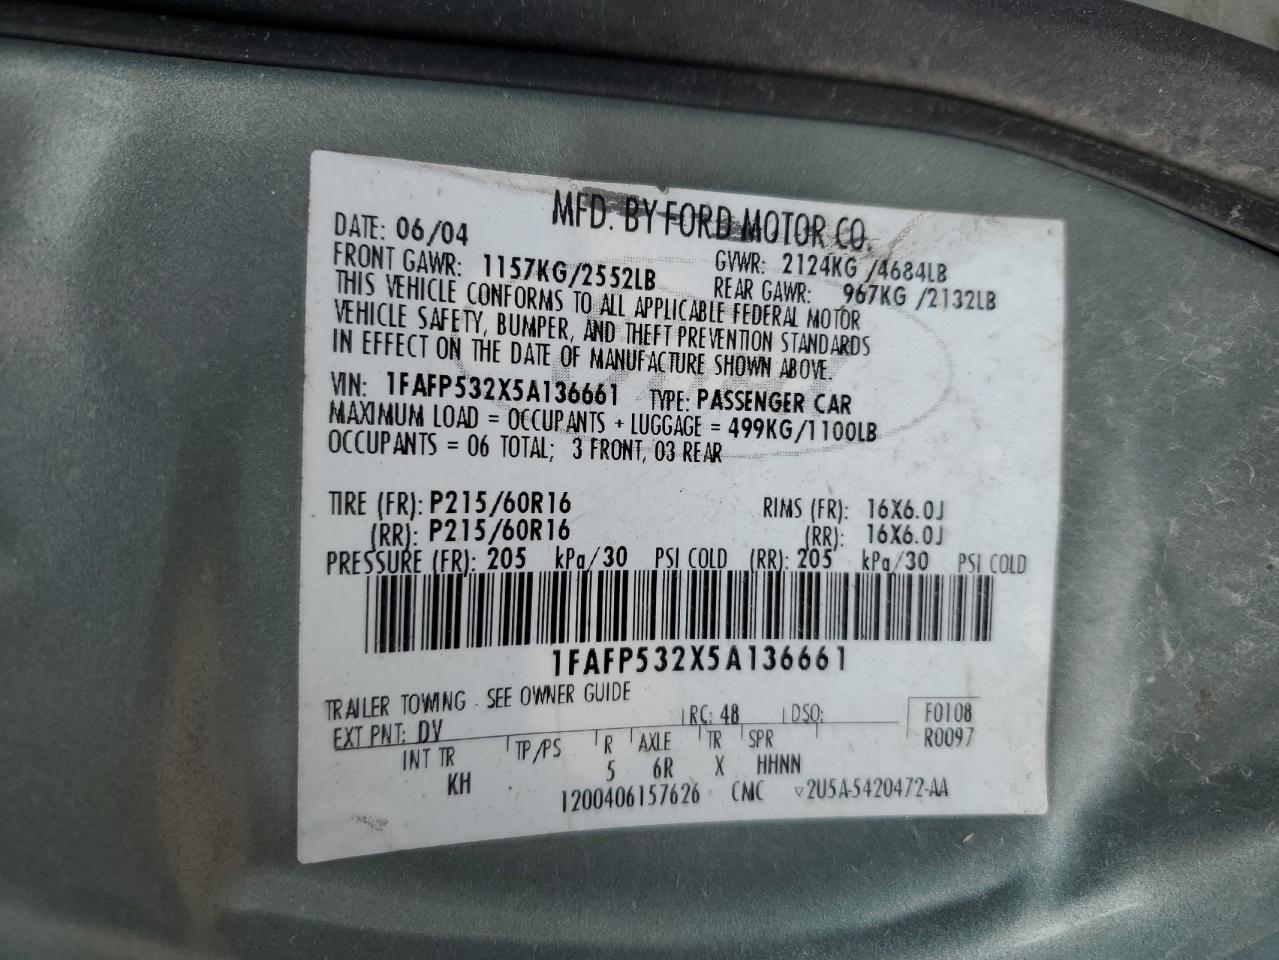 MFD. BY FORD MOTOR CO.
DATE: 06/04 GVWR: 2124KG /4684LB
FRONT GAWR: 1157KG/2552LB REAR GAWR: 967KG /2132LB
THIS VEHICLE CONFORMS TO ALL APPLICABLE FEDERAL MOTOR
VEHICLE SAFETY, BUMPER, AND THEFT PREVENTION STANDARDS
IN EFFECT ON THE DATE OF MANUFACTURE SHOWN ABOVE.
VIN: 1FAFP532X5A136661 TYPE: PASSENGER CAR
MAXIMUM LOAD = OCCUPANTS + LUGGAGE = 499KG/1100LB
OCCUPANTS = 06 TOTAL; 3 FRONT, 03 REAR
TIRE (FR): P215/60R16 RIMS (FR): 16X6.0J
(RR): P215/60R16 (RR): 16X6.0J
PRESSURE (FR): 205 kPa/30 PSI COLD (RR): 205 kPa/30 PSI COLD
1FAFP532X5A136661
TRAILER TOWING - SEE OWNER GUIDE
EXT PNT: DV RC: 48 DSO: F0108
R0097
INT TR TP/PS R AXLE TR SPR
KH 5 6R X HHNN
1200406157626 CMC ▽2U5A-5420472-AA